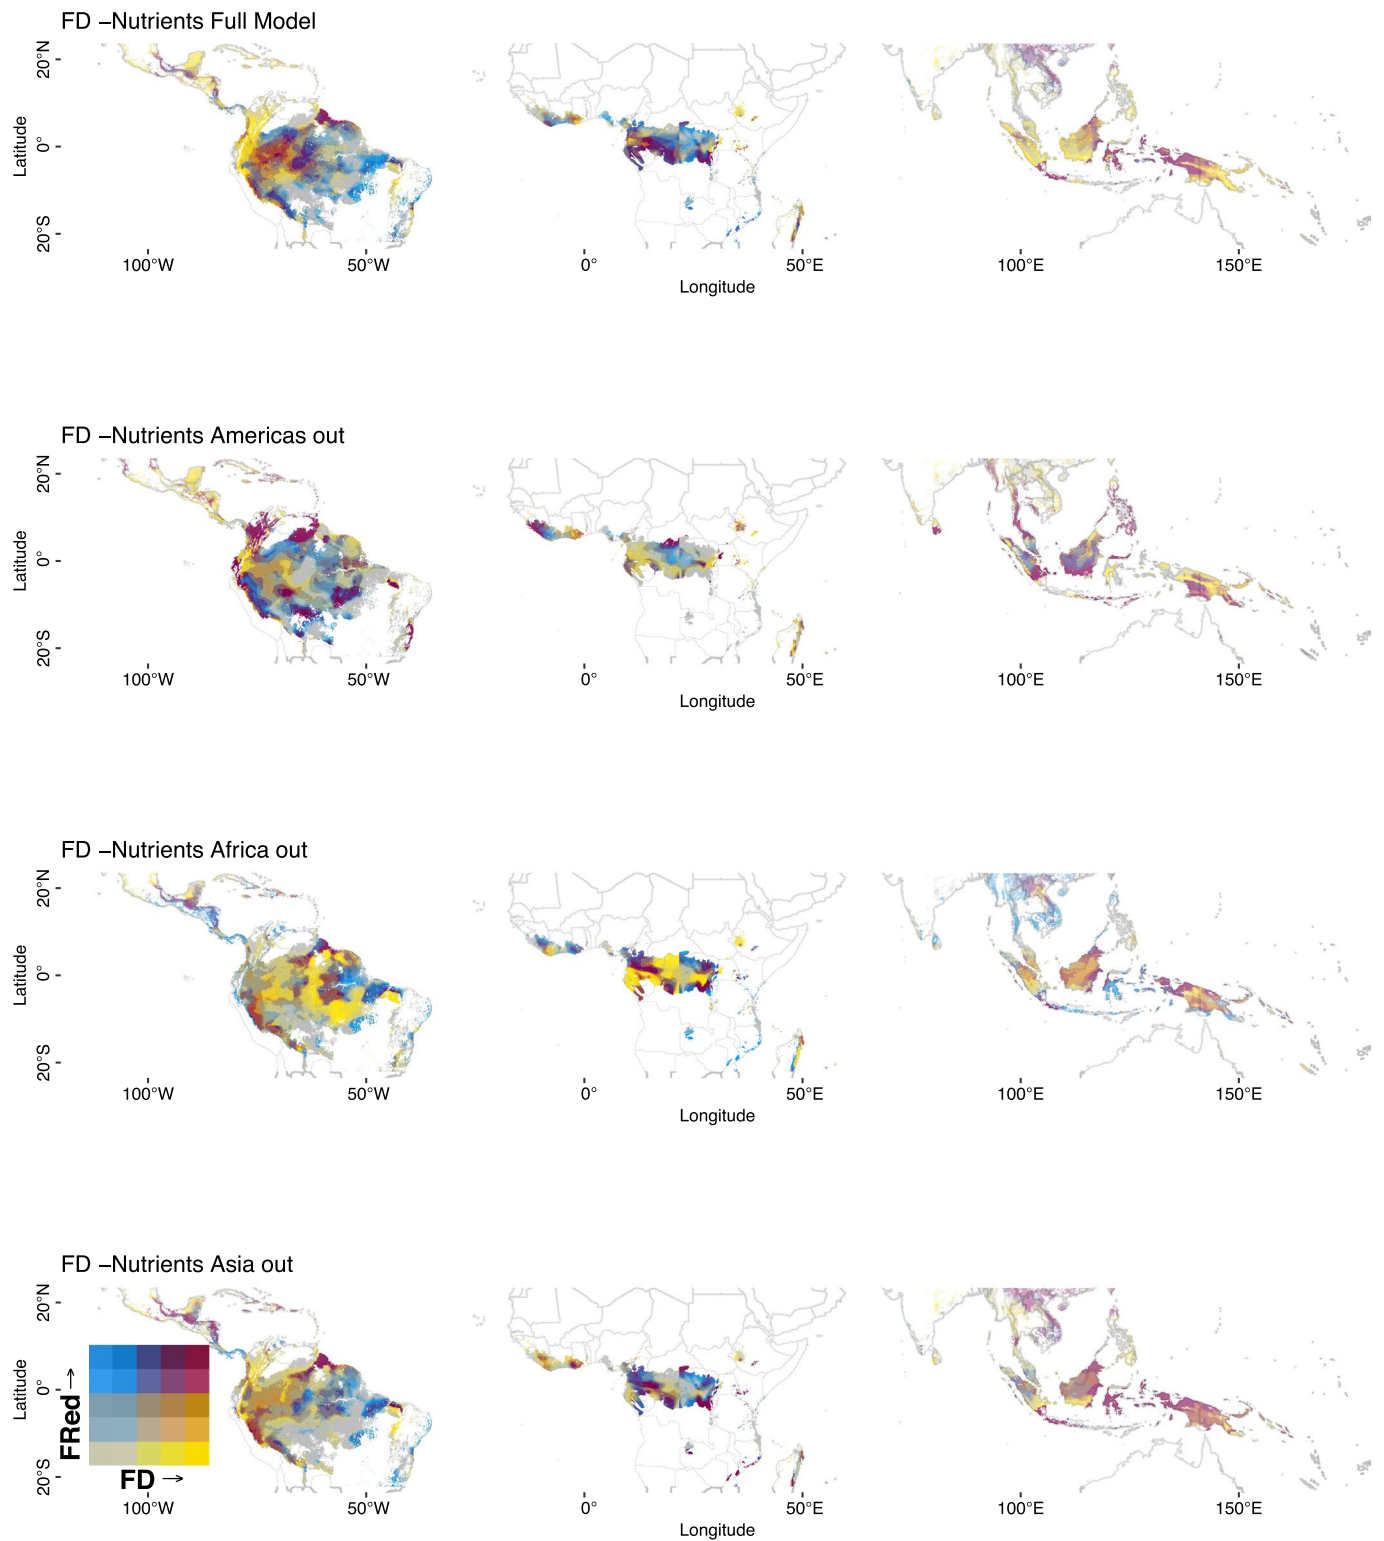 FD –Nutrients Full Model
20°N
0°
20°S
Latitude
100°W 50°W 0° 50°E 100°E 150°E
Longitude
FD –Nutrients Americas out
20°N
0°
20°S
Latitude
100°W 50°W 0° 50°E 100°E 150°E
Longitude
FD –Nutrients Africa out
20°N
0°
20°S
Latitude
100°W 50°W 0° 50°E 100°E 150°E
Longitude
FD –Nutrients Asia out
20°N
0°
20°S
Latitude
FRed →
FD →
100°W 50°W 0° 50°E 100°E 150°E
Longitude